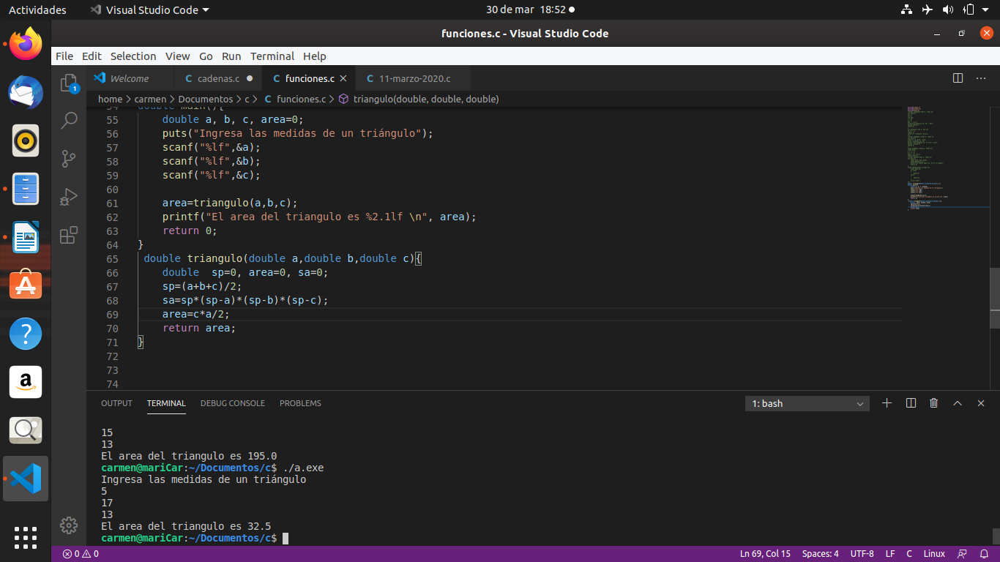 Actividades Visual Studio Code 30 de mar 18:52
funciones.c - Visual Studio Code
File Edit Selection View Go Run Terminal Help
Welcome cadenas.c funciones.c 11-marzo-2020.c
home > carmen > Documentos > c > funciones.c > triangulo(double, double, double)
54 double main(){
55 double a, b, c, area=0;
56 puts("Ingresa las medidas de un triángulo");
57 scanf("%lf",&a);
58 scanf("%lf",&b);
59 scanf("%lf",&c);
60
61 area=triangulo(a,b,c);
62 printf("El area del triangulo es %2.1lf \n", area);
63 return 0;
64 }
65 double triangulo(double a,double b,double c){
66 double  sp=0, area=0, sa=0;
67 sp=(a+b+c)/2;
68 sa=sp*(sp-a)*(sp-b)*(sp-c);
69 area=c*a/2;
70 return area;
71 }
72
73
74
OUTPUT TERMINAL DEBUG CONSOLE PROBLEMS 1: bash
15
13
El area del triangulo es 195.0
carmen@mariCar:~/Documentos/c$ ./a.exe
Ingresa las medidas de un triángulo
5
17
13
El area del triangulo es 32.5
carmen@mariCar:~/Documentos/c$
0 0 Ln 69, Col 15 Spaces: 4 UTF-8 LF C Linux